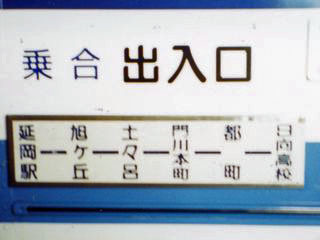 乗合 出入口
延岡駅 — 旭ケ丘 — 土々呂 — 門川本町 — 都町 — 日向高校